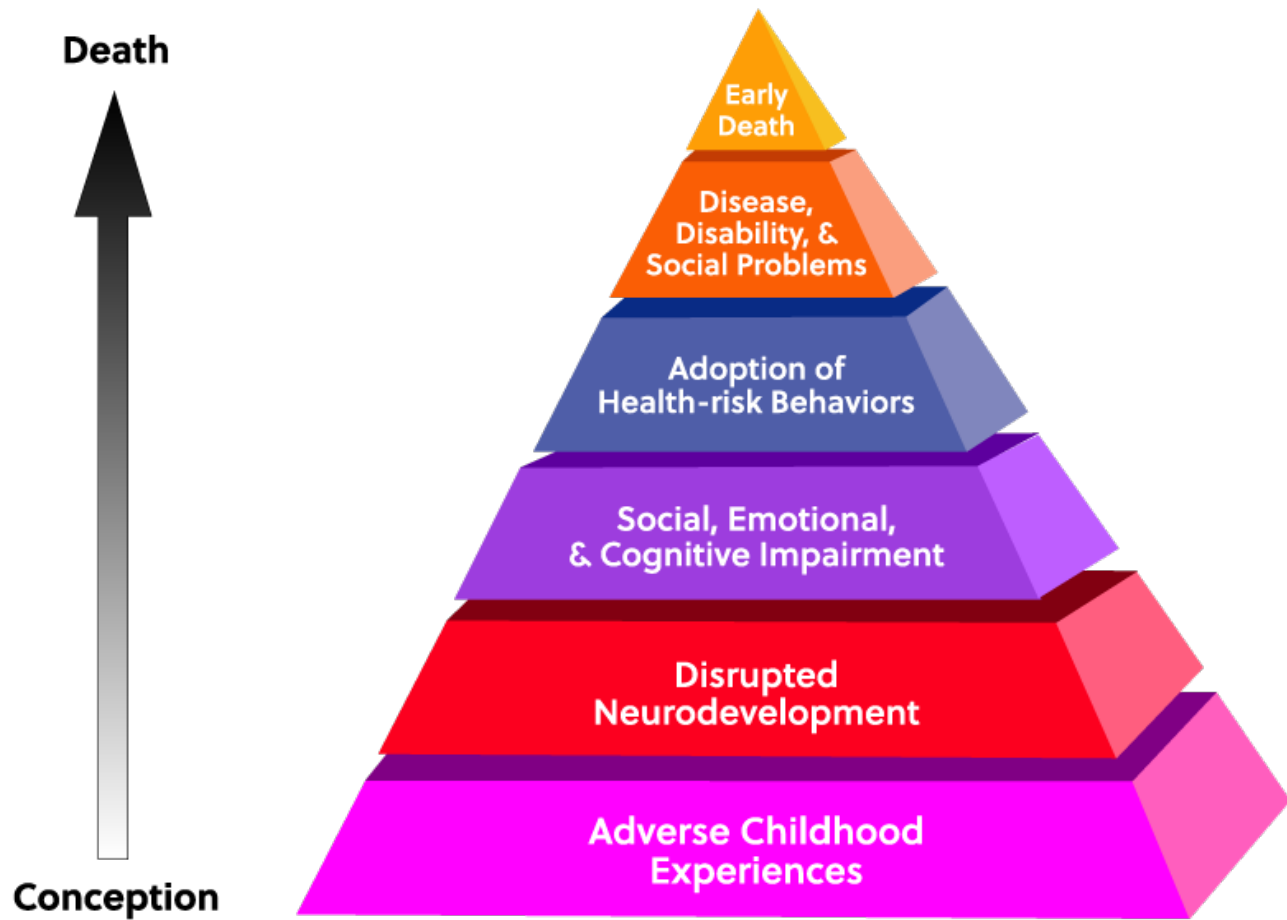 Death
Early
Death
Disease,
Disability, &
Social Problems
Adoption of
Health-risk Behaviors
Social, Emotional,
& Cognitive Impairment
Disrupted
Neurodevelopment
Adverse Childhood
Experiences
Conception